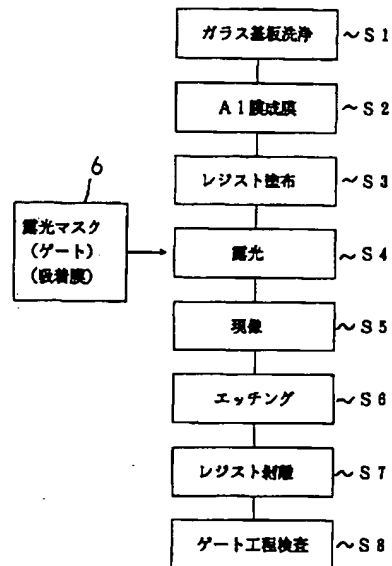 ガラス基板洗浄 ～S1
Al膜成膜 ～S2
レジスト塗布 ～S3
6
露光マスク
(ゲート)
(吸着膜)
露光 ～S4
現像 ～S5
エッチング ～S6
レジスト剥離 ～S7
ゲート工程検査 ～S8